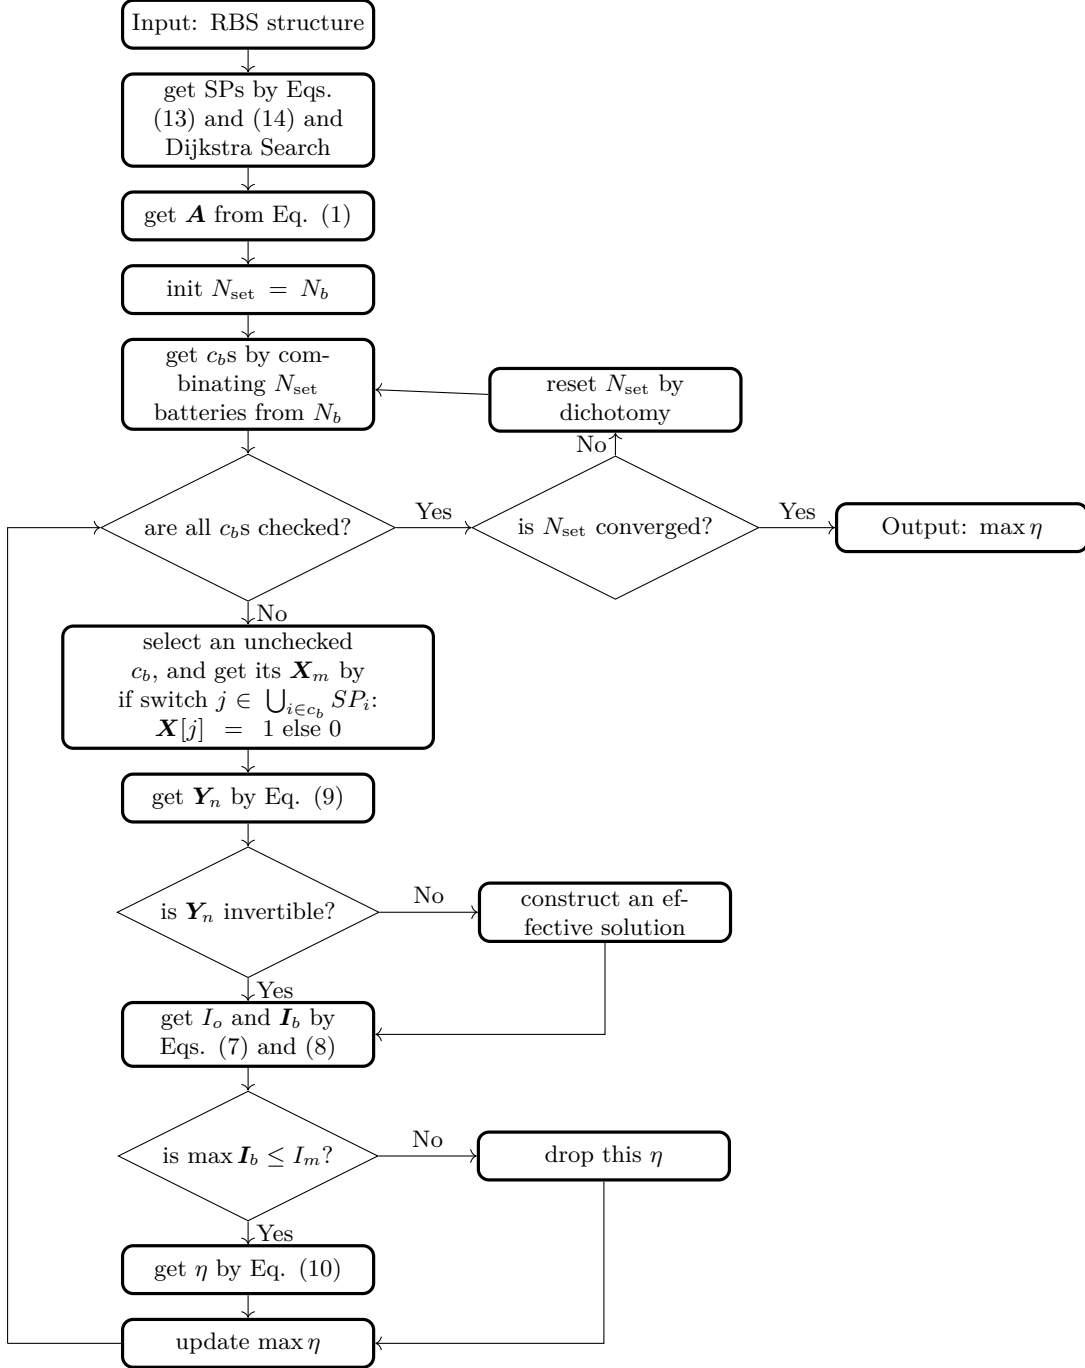 Input: RBS structure
get SPs by Eqs.
(13) and (14) and
Dijkstra Search
get A from Eq. (1)
init N_set = N_b
get c_bs by com-
binating N_set
batteries from N_b
reset N_set by
dichotomy
No
are all c_bs checked?
Yes
is N_set converged?
Yes
Output: max η
No
select an unchecked
c_b, and get its X_m by
if switch j ∈ ⋃_{i∈c_b} SP_i:
X[j] = 1 else 0
get Y_n by Eq. (9)
is Y_n invertible?
No
construct an ef-
fective solution
Yes
get I_o and I_b by
Eqs. (7) and (8)
is max I_b ≤ I_m?
No
drop this η
Yes
get η by Eq. (10)
update max η